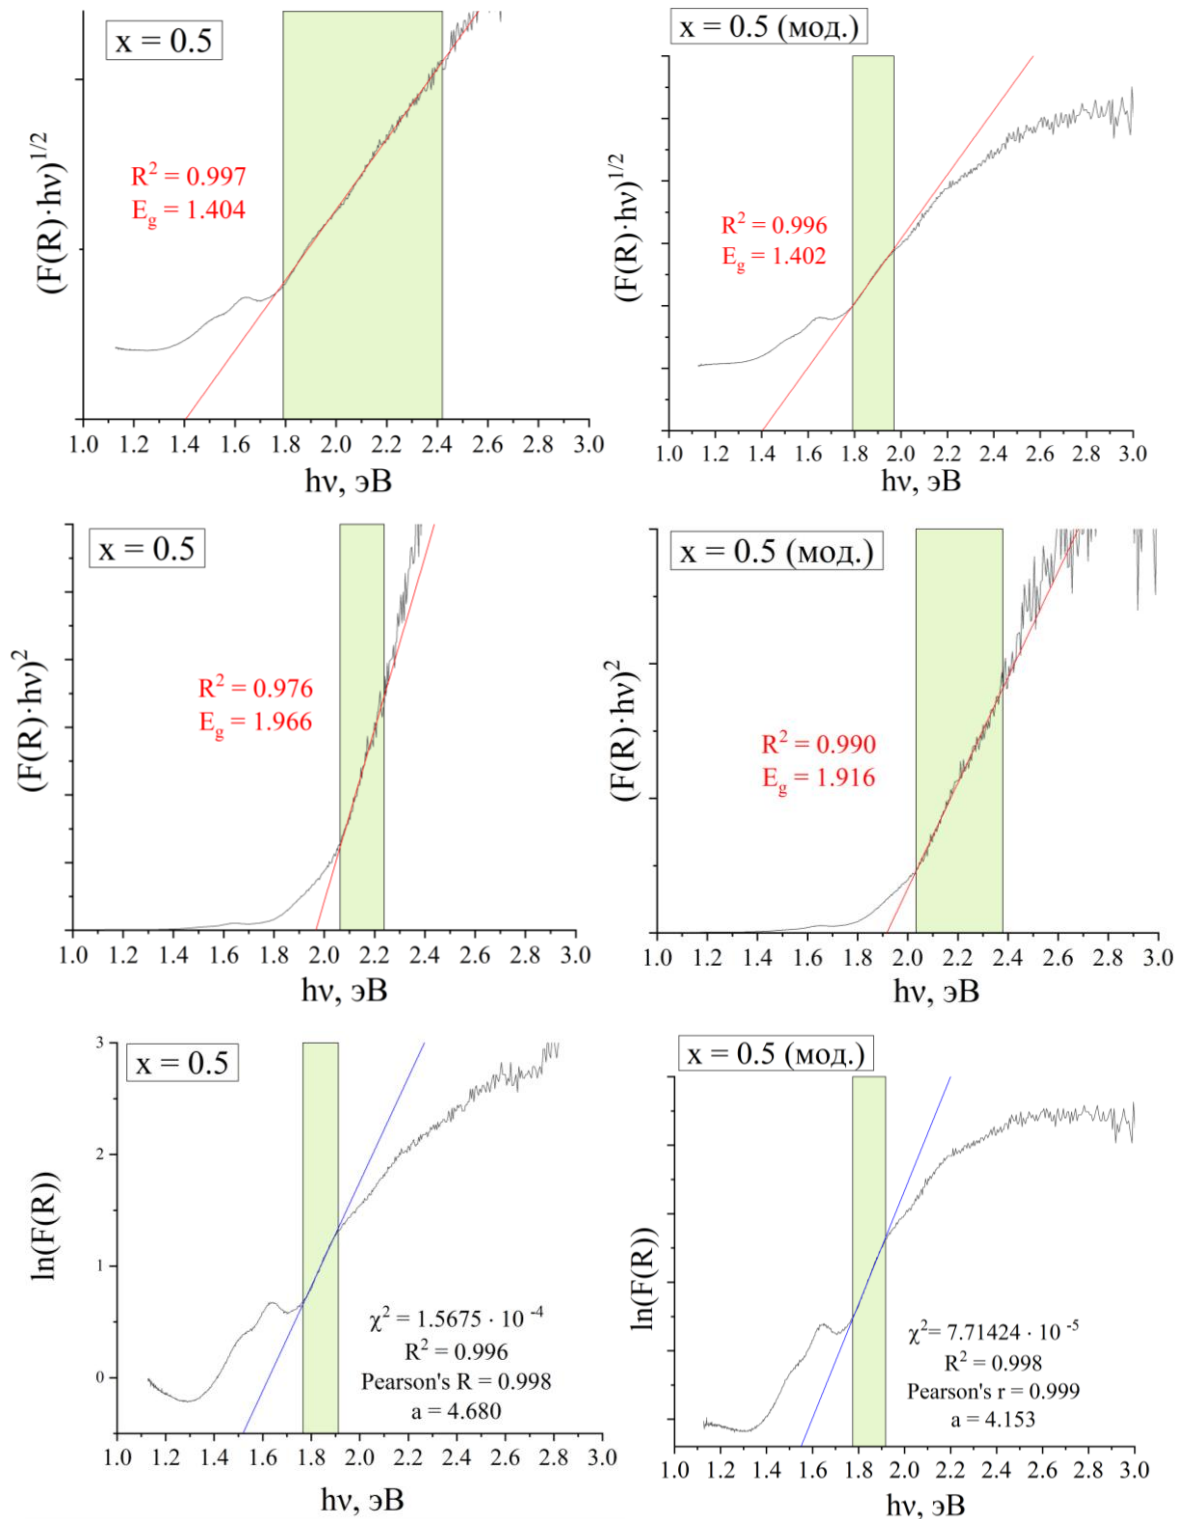 x = 0.5
(F(R)·hν)1/2
R2 = 0.997
Eg = 1.404
1.0 1.2 1.4 1.6 1.8 2.0 2.2 2.4 2.6 2.8 3.0
hν, эВ
x = 0.5 (мод.)
(F(R)·hν)1/2
R2 = 0.996
Eg = 1.402
1.0 1.2 1.4 1.6 1.8 2.0 2.2 2.4 2.6 2.8 3.0
hν, эВ
x = 0.5
(F(R)·hν)2
R2 = 0.976
Eg = 1.966
1.0 1.2 1.4 1.6 1.8 2.0 2.2 2.4 2.6 2.8 3.0
hν, эВ
x = 0.5 (мод.)
(F(R)·hν)2
R2 = 0.990
Eg = 1.916
1.0 1.2 1.4 1.6 1.8 2.0 2.2 2.4 2.6 2.8 3.0
hν, эВ
x = 0.5
3
2
1
0
ln(F(R))
χ2 = 1.5675 · 10 -4
R2 = 0.996
Pearson's R = 0.998
a = 4.680
1.0 1.2 1.4 1.6 1.8 2.0 2.2 2.4 2.6 2.8 3.0
hν, эВ
x = 0.5 (мод.)
ln(F(R))
χ2= 7.71424 · 10 -5
R2 = 0.998
Pearson's r = 0.999
a = 4.153
1.0 1.2 1.4 1.6 1.8 2.0 2.2 2.4 2.6 2.8 3.0
hν, эВ